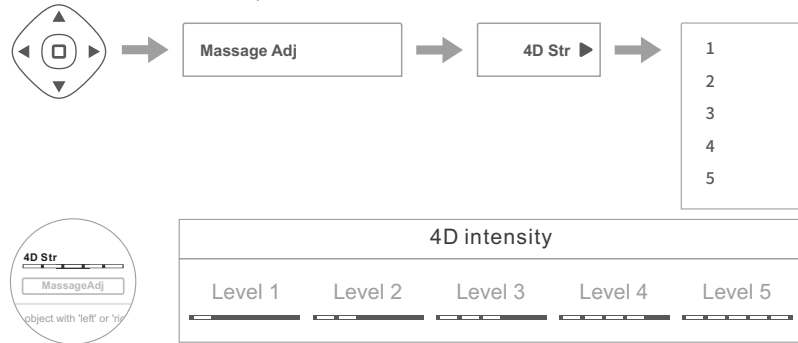 Massage Adj
4D Str
1
2
3
4
5
4D Str
MassageAdj
object with 'left' or
4D intensity
Level 1 Level 2 Level 3 Level 4 Level 5